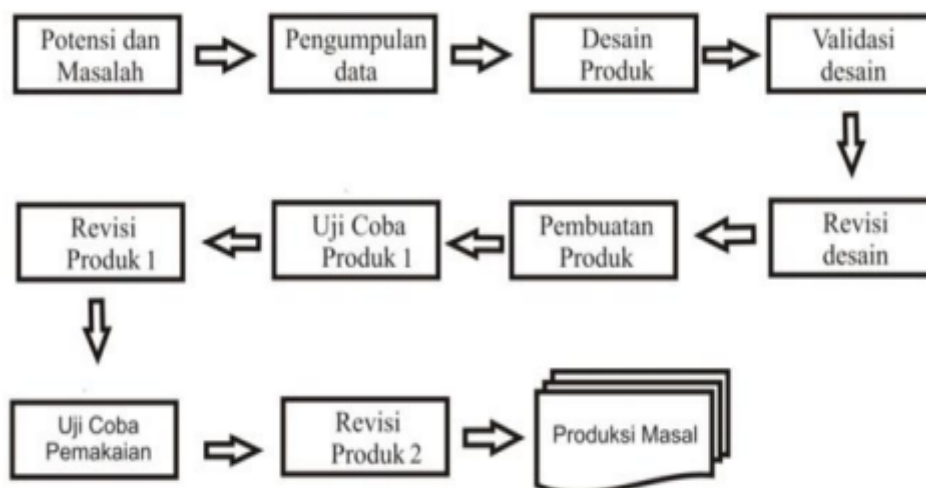 Potensi dan
Masalah
Pengumpulan
data
Desain
Produk
Validasi
desain
Revisi
desain
Pembuatan
Produk
Uji Coba
Produk 1
Revisi
Produk 1
Uji Coba
Pemakaian
Revisi
Produk 2
Produksi Masal